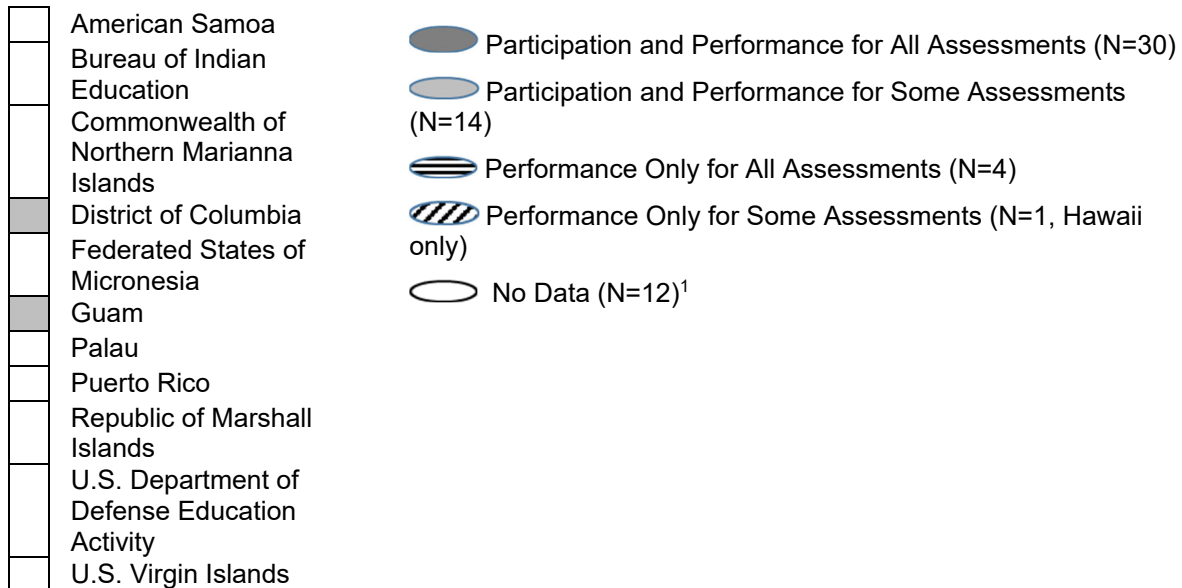 American Samoa
Bureau of Indian
Education
Commonwealth of
Northern Marianna
Islands
District of Columbia
Federated States of
Micronesia
Guam
Palau
Puerto Rico
Republic of Marshall
Islands
U.S. Department of
Defense Education
Activity
U.S. Virgin Islands
Participation and Performance for All Assessments (N=30)
Participation and Performance for Some Assessments
(N=14)
Performance Only for All Assessments (N=4)
Performance Only for Some Assessments (N=1, Hawaii
only)
No Data (N=12)1